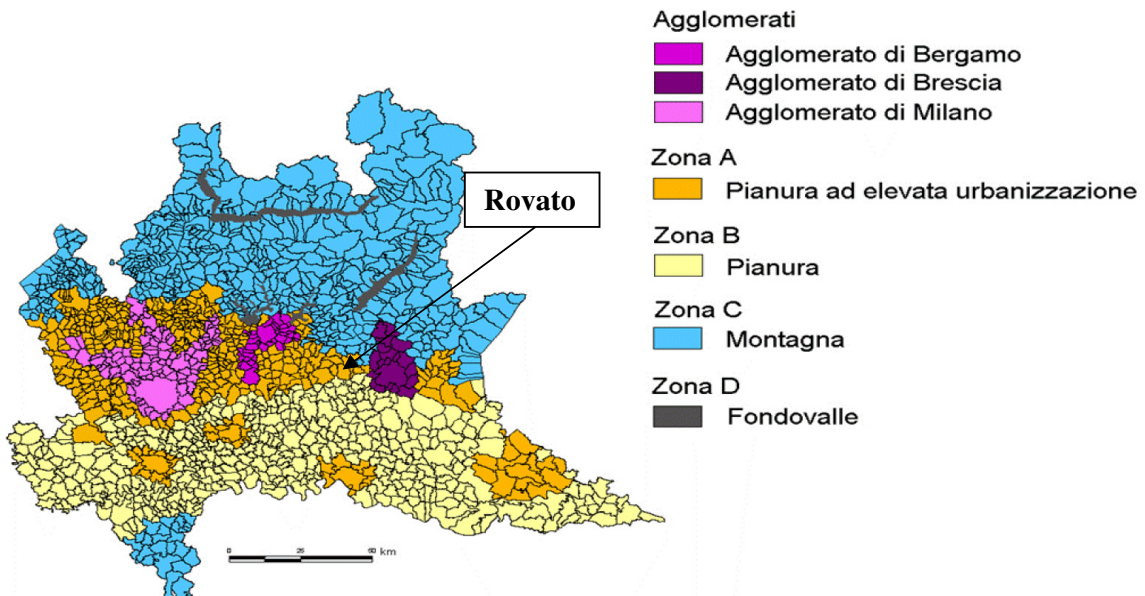 Agglomerati
Agglomerato di Bergamo
Agglomerato di Brescia
Agglomerato di Milano
Zona A
Pianura ad elevata urbanizzazione
Zona B
Pianura
Zona C
Montagna
Zona D
Fondovalle
Rovato
0 25 50
km